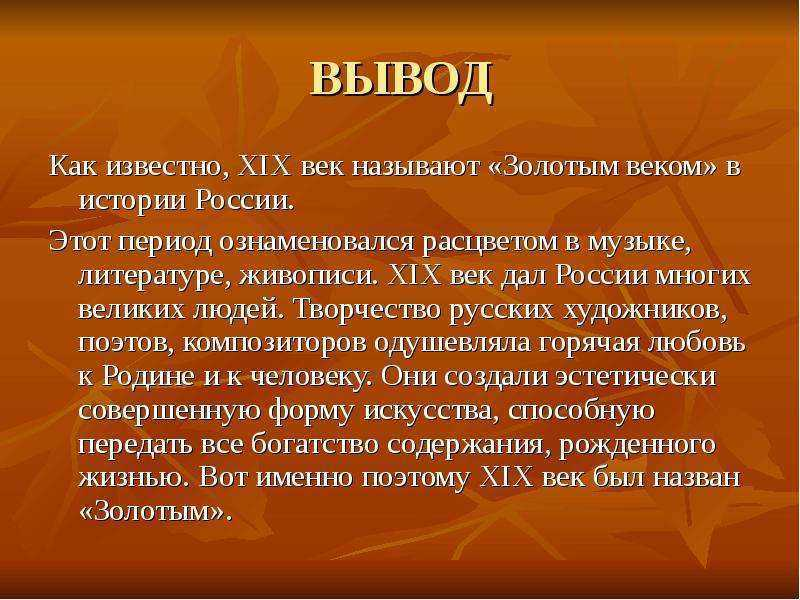 ВЫВОД
Как известно, XIX век называют «Золотым веком» в
истории России.
Этот период ознаменовался расцветом в музыке,
литературе, живописи. XIX век дал России многих
великих людей. Творчество русских художников,
поэтов, композиторов одушевляла горячая любовь
к Родине и к человеку. Они создали эстетически
совершенную форму искусства, способную
передать все богатство содержания, рожденного
жизнью. Вот именно поэтому XIX век был назван
«Золотым».